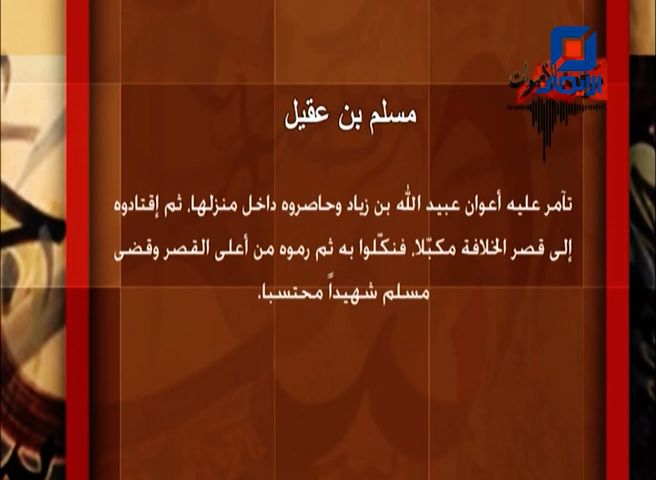 مسلم بن عقيل
تآمر عليه أعوان عبيد الله بن زياد وحاصروه داخل منزلها، ثم إقتادوه
إلى قصر الخلافة مكبّلا، فنكّلوا به ثم رموه من أعلى القصر وقضى
مسلم شهيداً محتسبا.